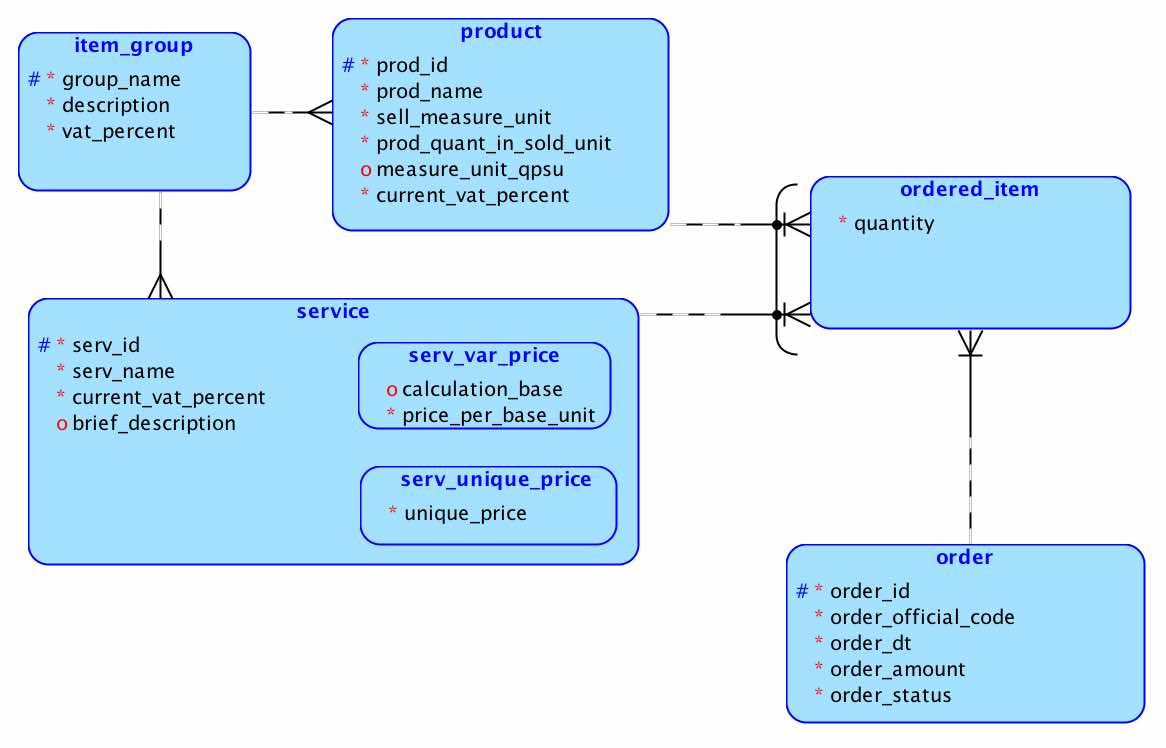 item_group
# * group_name
* description
* vat_percent
product
# * prod_id
* prod_name
* sell_measure_unit
* prod_quant_in_sold_unit
o measure_unit_qpsu
* current_vat_percent
ordered_item
* quantity
service
# * serv_id
* serv_name
* current_vat_percent
o brief_description
serv_var_price
o calculation_base
* price_per_base_unit
serv_unique_price
* unique_price
order
# * order_id
* order_official_code
* order_dt
* order_amount
* order_status